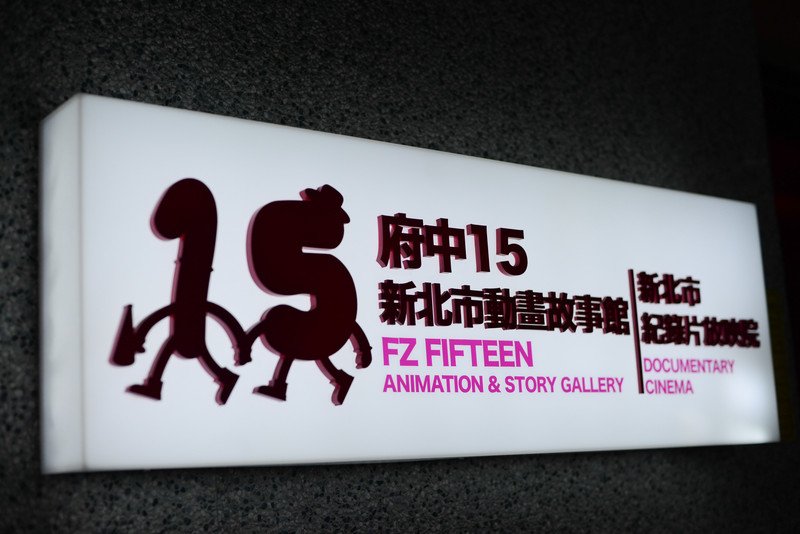 15
府中15
新北市動畫故事館
FZ FIFTEEN
ANIMATION & STORY GALLERY
新北市
紀錄片放映院
DOCUMENTARY
CINEMA